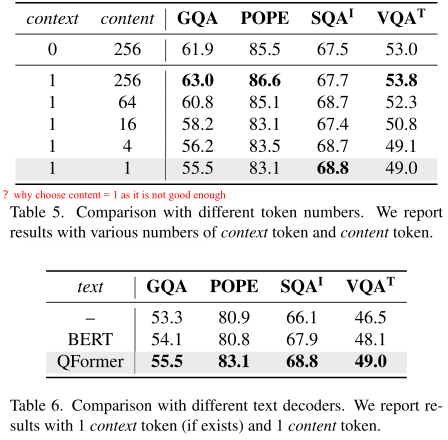 context content GQA POPE SQAI VQAT
0 256 61.9 85.5 67.5 53.0
1 256 63.0 86.6 67.7 53.8
1 64 60.8 85.1 68.7 52.3
1 16 58.2 83.1 67.4 50.8
1 4 56.2 83.5 68.7 49.1
1 1 55.5 83.1 68.8 49.0
? why choose content = 1 as it is not good enough
Table 5. Comparison with different token numbers. We report
results with various numbers of context token and content token.
text GQA POPE SQAI VQAT
– 53.3 80.9 66.1 46.5
BERT 54.1 80.8 67.9 48.1
QFormer 55.5 83.1 68.8 49.0
Table 6. Comparison with different text decoders. We report re-
sults with 1 context token (if exists) and 1 content token.